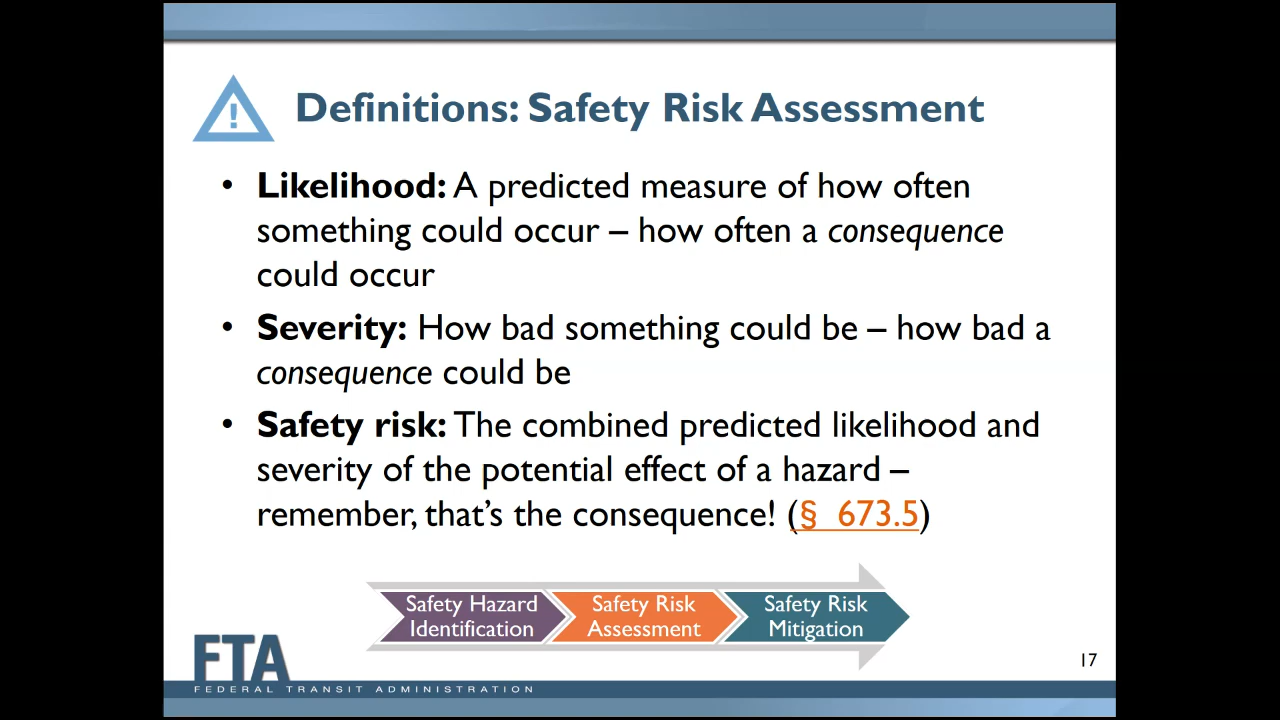 Definitions: Safety Risk Assessment
• Likelihood: A predicted measure of how often
something could occur – how often a consequence
could occur
• Severity: How bad something could be – how bad a
consequence could be
• Safety risk: The combined predicted likelihood and
severity of the potential effect of a hazard –
remember, that's the consequence! (§ 673.5)
Safety Hazard
Identification
Safety Risk
Assessment
Safety Risk
Mitigation
FTA
FEDERAL TRANSIT ADMINISTRATION
17